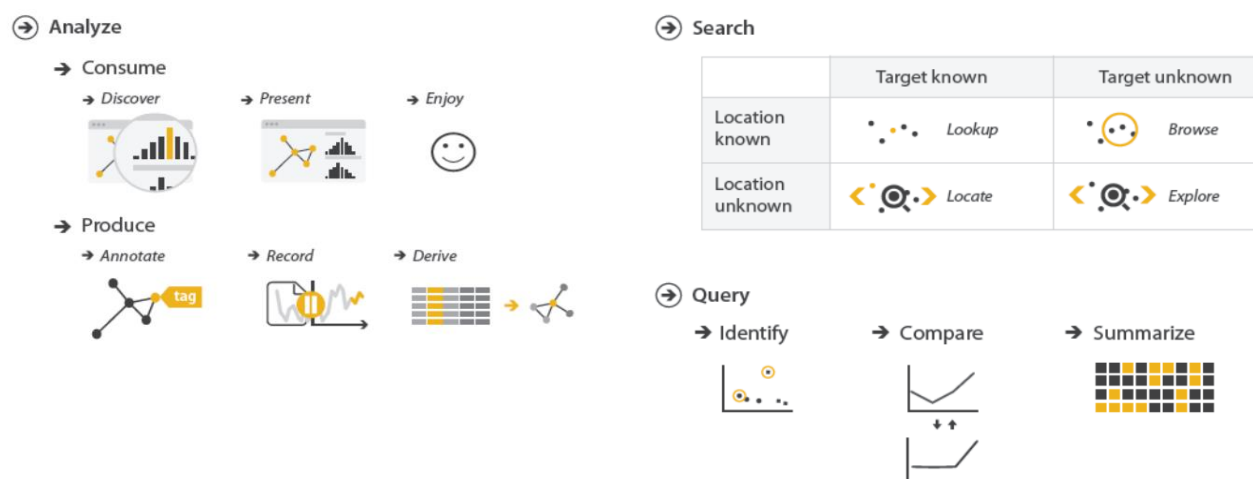 Analyze
Consume
Discover
Present
Enjoy
Produce
Annotate
Record
Derive
tag
Search
Target known
Target unknown
Location
known
Lookup
Browse
Location
unknown
Locate
Explore
Query
Identify
Compare
Summarize